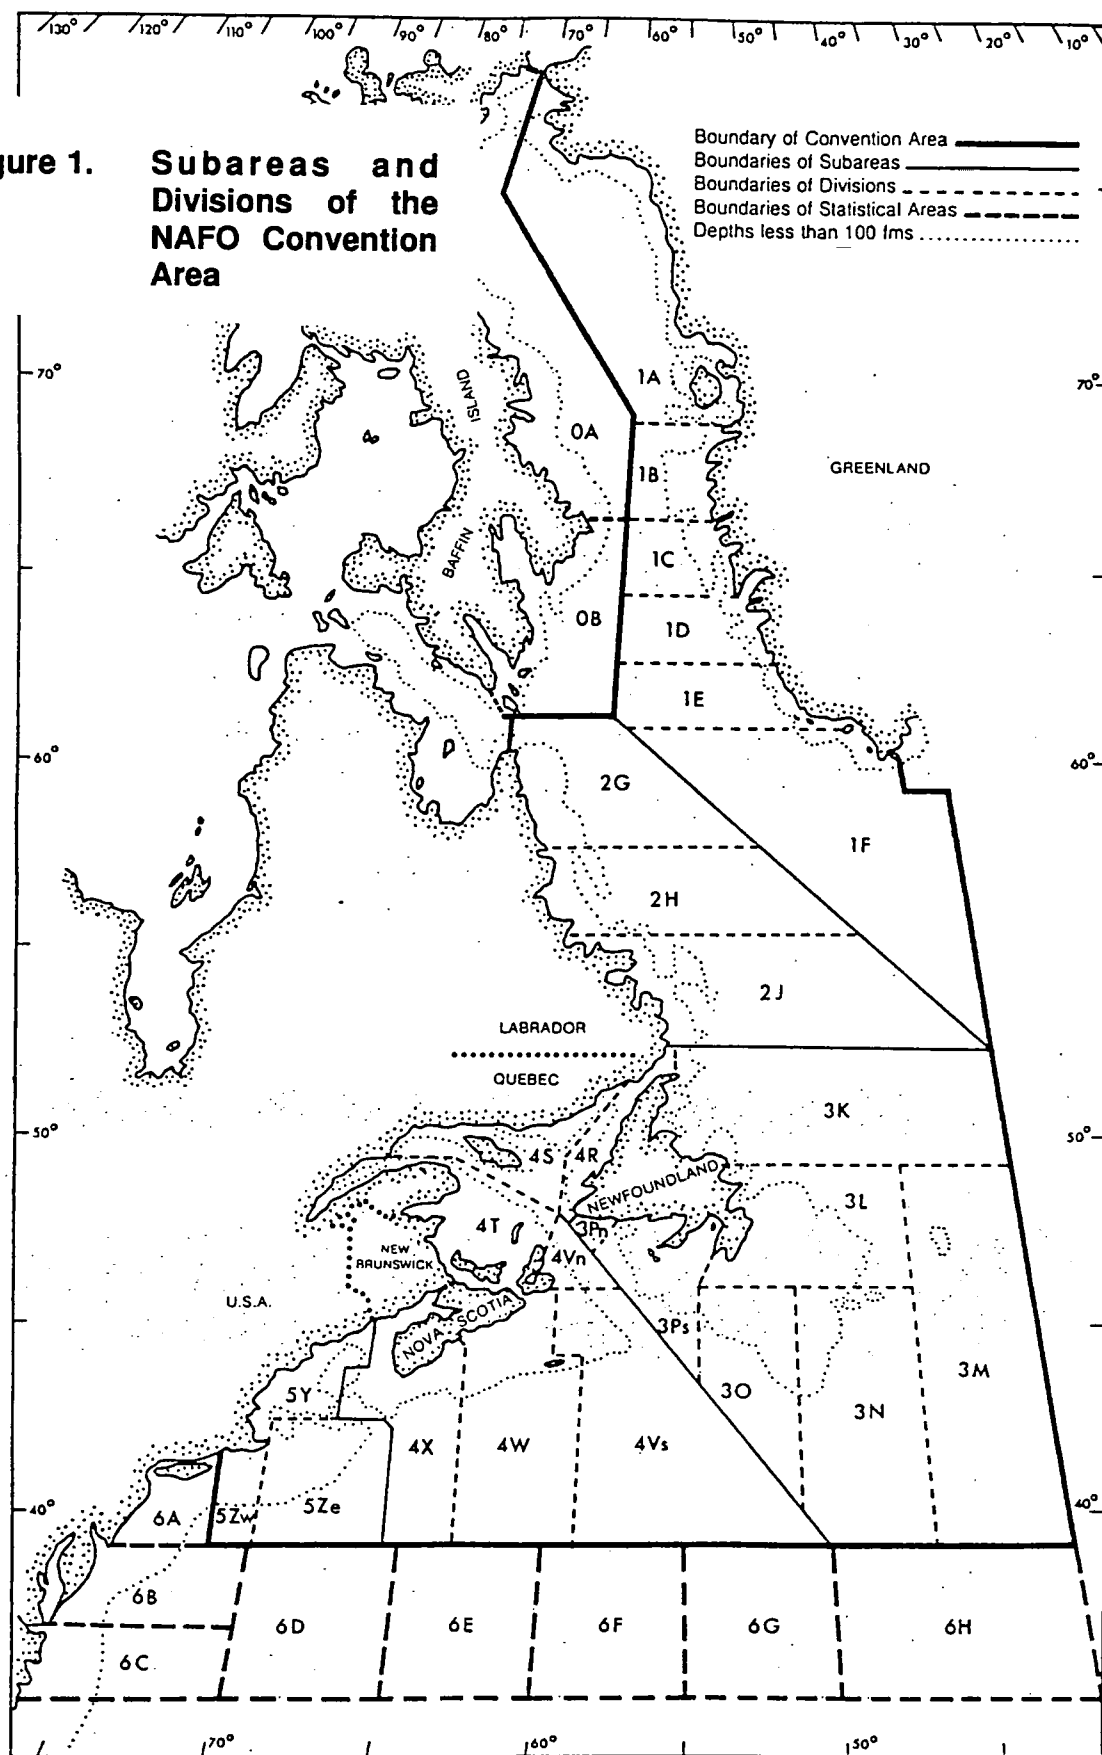 130° 120° 110° 100° 90° 80° 70° 60° 50° 40° 30° 20° 10°
gure 1. Subareas and
Divisions of the
NAFO Convention
Area
Boundary of Convention Area
Boundaries of Subareas
Boundaries of Divisions
Boundaries of Statistical Areas
Depths less than 100 fms
70° 70°
1A
ISLAND
0A
GREENLAND
1B
BAFFIN
1C
0B
1D
1E
60° 60°
2G
1F
2H
2J
LABRADOR
QUEBEC
3K
50° 50°
4S 4R
NEWFOUNDLAND
3L
4T
3Pn
NEW
BRUNSWICK
4Vn
U.S.A.
NOVA SCOTIA
3Ps
3M
5Y
3O
3N
4X 4W 4Vs
40° 40°
6A 5Zw 5Ze
6B
6D 6E 6F 6G 6H
6C
70° 60° 50°